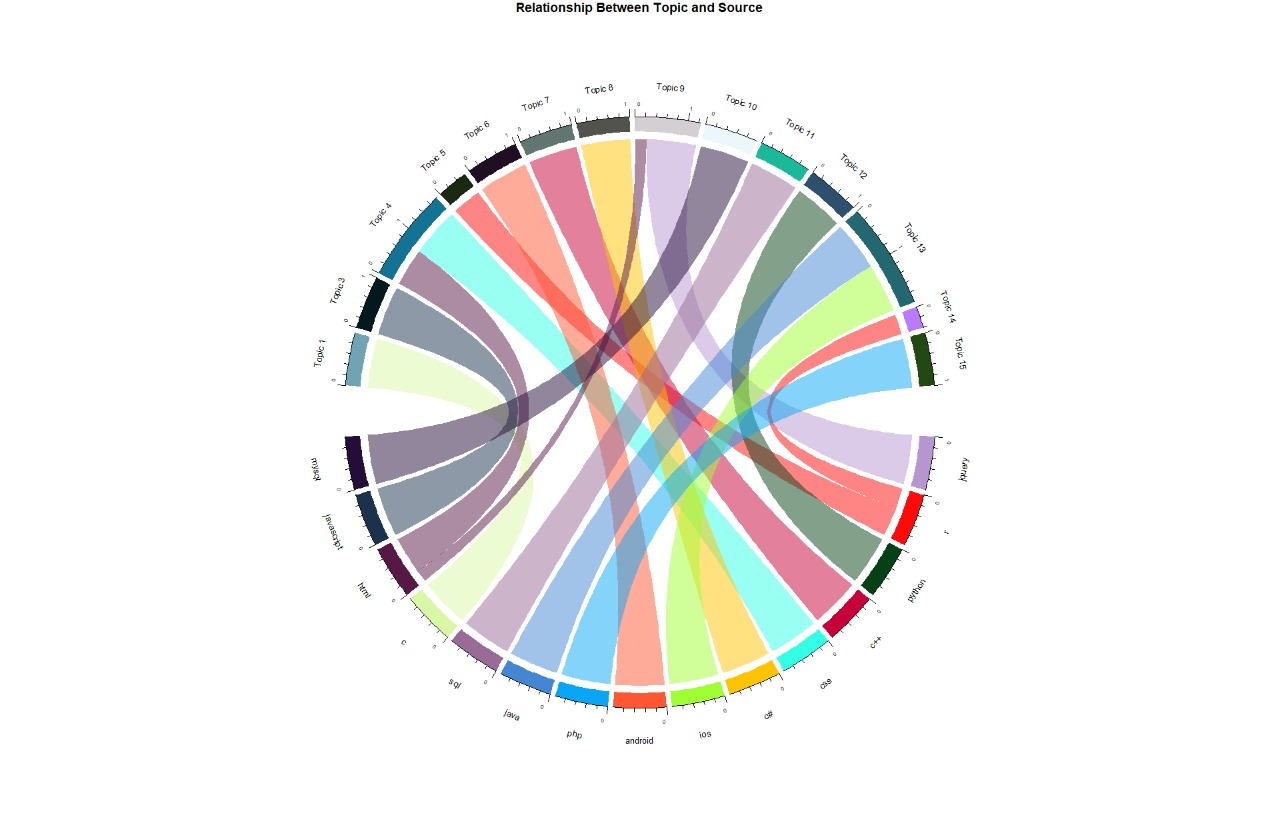 Relationship Between Topic and Source
Topic 1
Topic 3
Topic 4
Topic 5
Topic 6
Topic 7
Topic 8
Topic 9
Topic 10
Topic 11
Topic 12
Topic 13
Topic 14
Topic 15
jquery
r
python
c++
css
c#
ios
android
php
java
sql
c
html
javascript
mysql